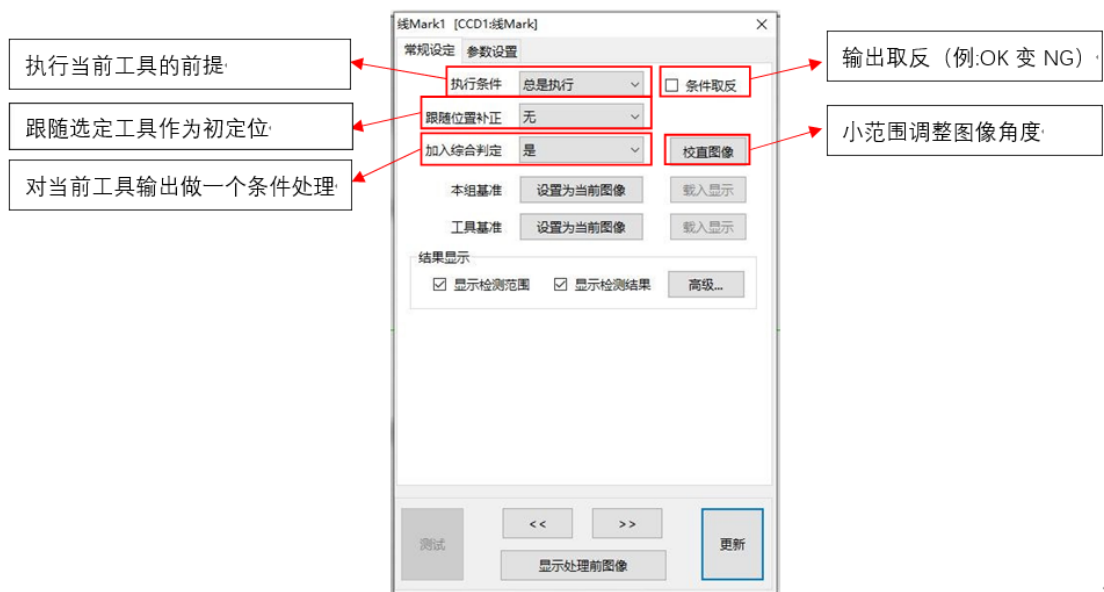 线Mark1 [CCD1:线Mark]
常规设定 参数设置
执行当前工具的前提
执行条件 总是执行 条件取反
输出取反（例:OK 变 NG）
跟随选定工具作为初定位
跟随位置补正 无
小范围调整图像角度
对当前工具输出做一个条件处理
加入综合判定 是 校直图像
本组基准 设置为当前图像 载入显示
工具基准 设置为当前图像 载入显示
结果显示
显示检测范围 显示检测结果 高级...
<< >>
测试 更新
显示处理前图像